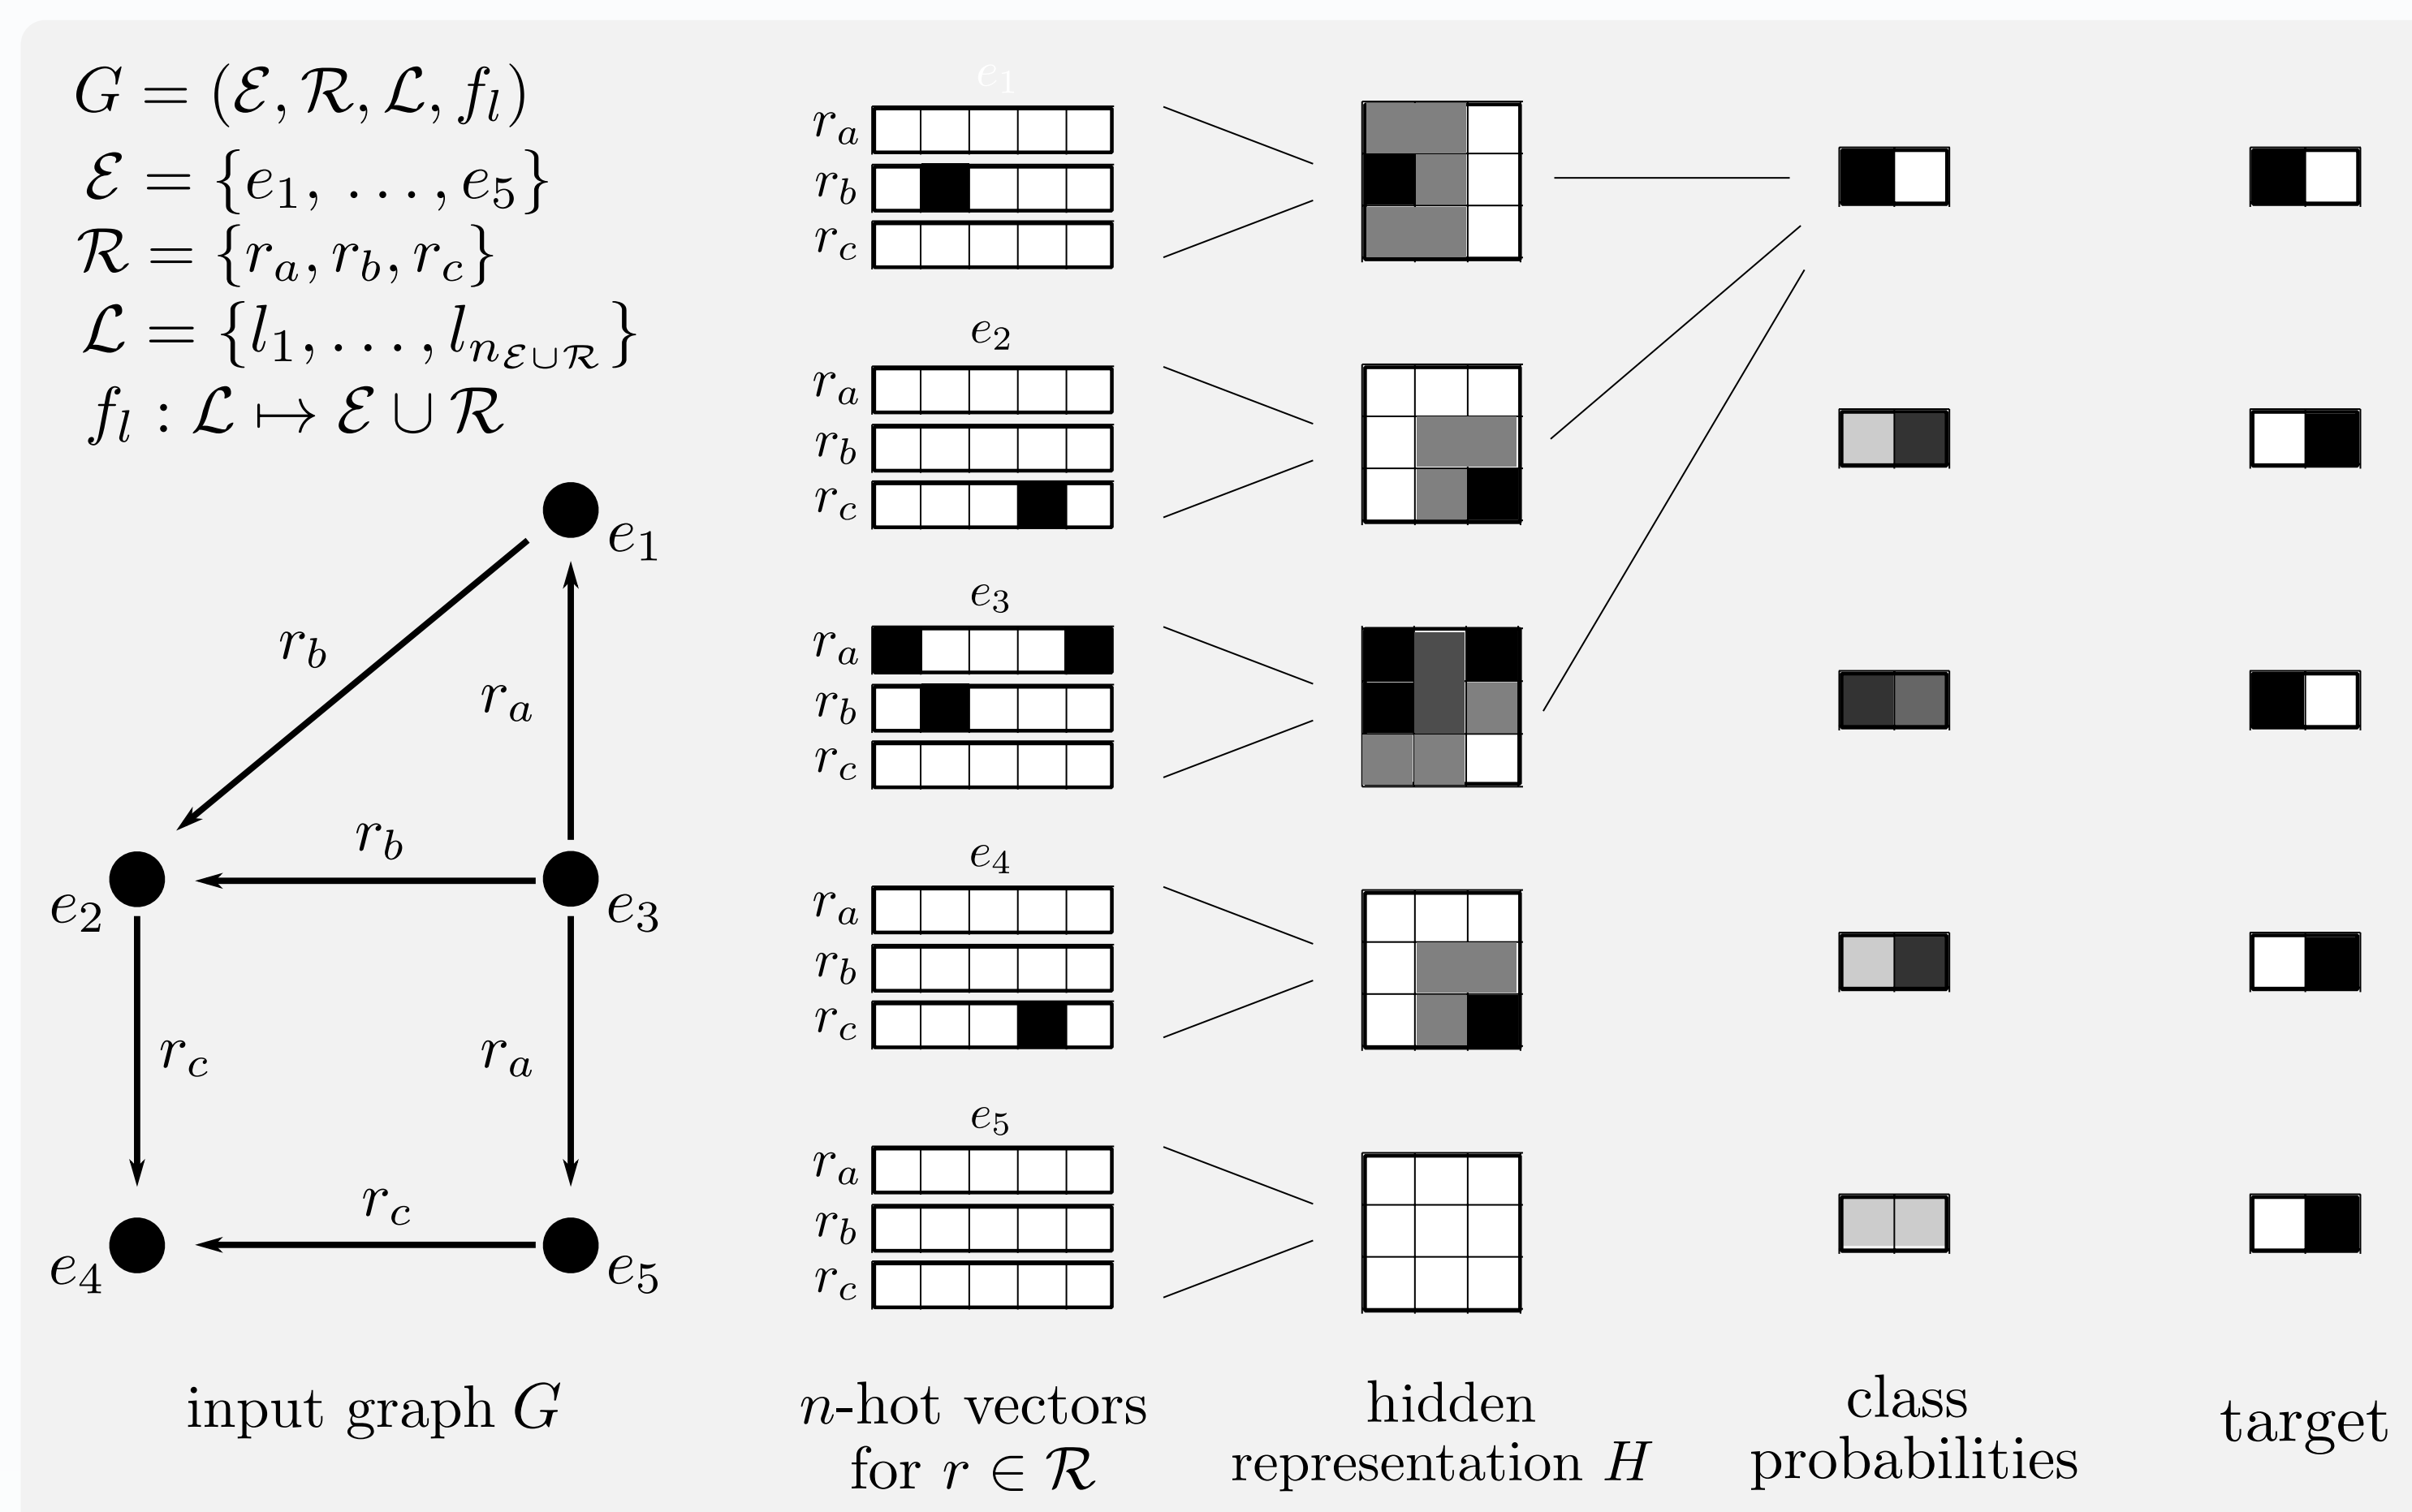 G = (ℰ, ℛ, ℒ, f_l)
ℰ = {e_1, …, e_5}
ℛ = {r_a, r_b, r_c}
ℒ = {l_1, …, l_{n_{ℰ∪ℛ}}}
f_l : ℒ ↦ ℰ ∪ ℛ
e_1
r_b
r_a
r_b
e_2
e_3
r_c
r_a
r_c
e_4
e_5
input graph G
e_1
r_a
r_b
r_c
e_2
r_a
r_b
r_c
e_3
r_a
r_b
r_c
e_4
r_a
r_b
r_c
e_5
r_a
r_b
r_c
n-hot vectors
for r ∈ ℛ
hidden
representation H
class
probabilities
target